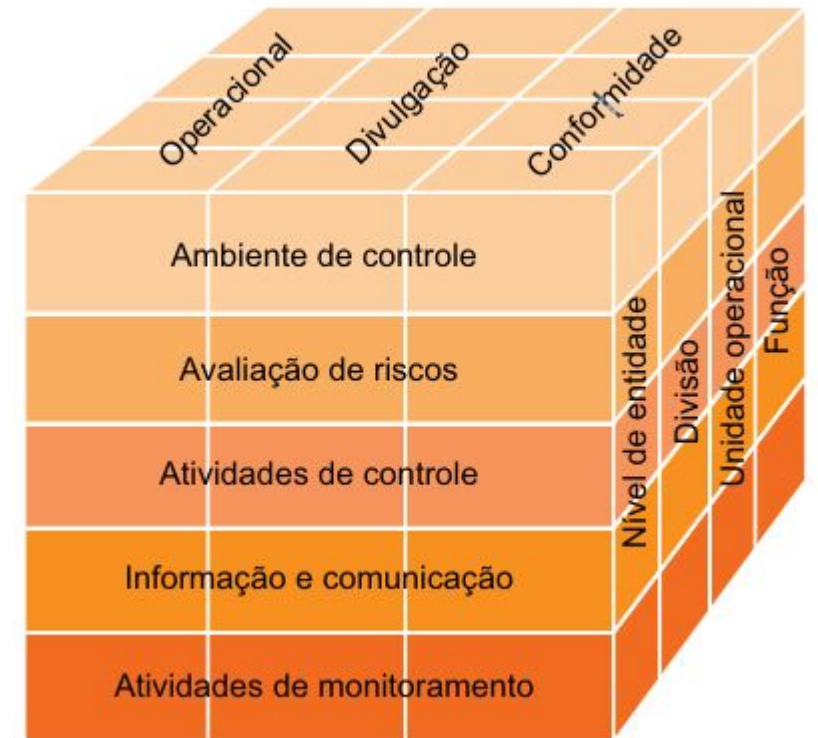 Operacional
Divulgação
Conformidade
Ambiente de controle
Avaliação de riscos
Atividades de controle
Informação e comunicação
Atividades de monitoramento
Nível de entidade
Divisão
Unidade operacional
Função